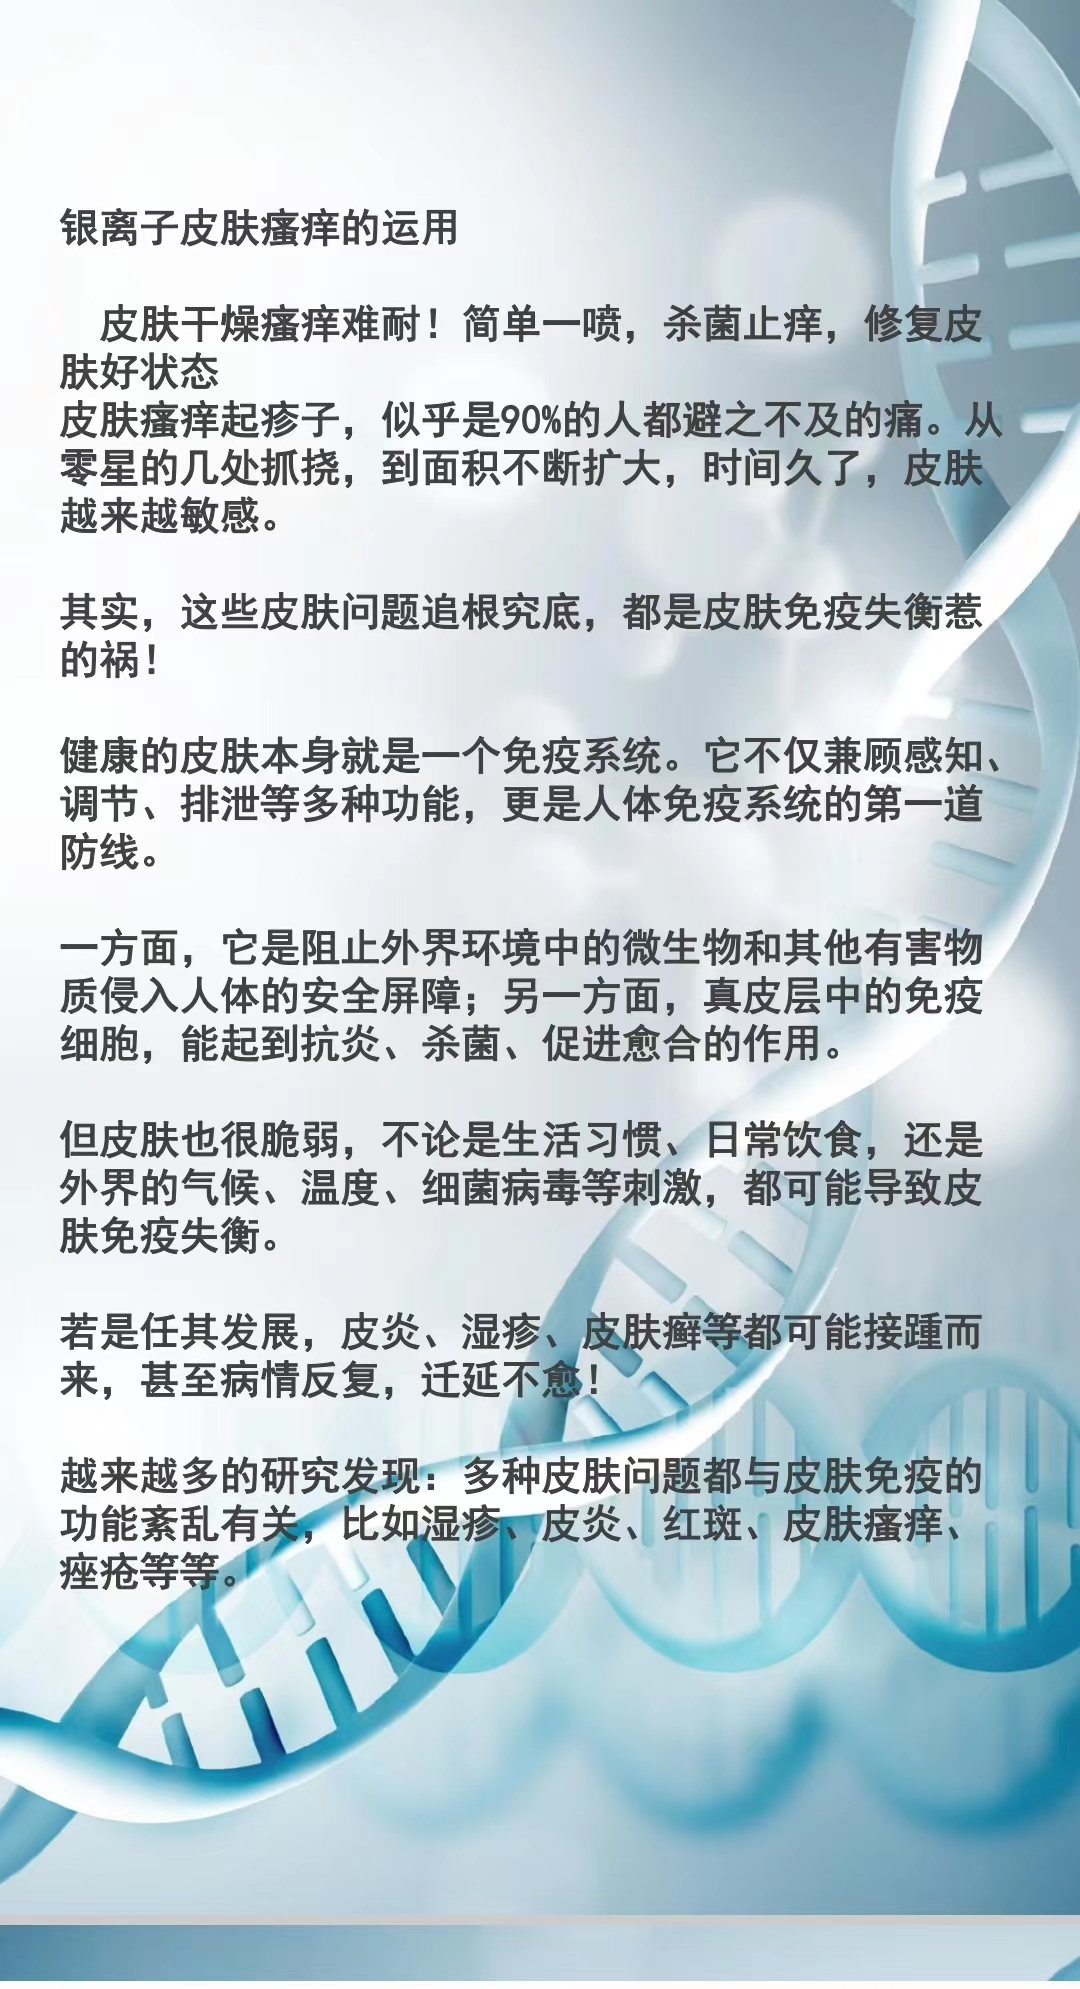 银离子皮肤瘙痒的运用
皮肤干燥瘙痒难耐！简单一喷，杀菌止痒，修复皮
肤好状态
皮肤瘙痒起疹子，似乎是90%的人都避之不及的痛。从
零星的几处抓挠，到面积不断扩大，时间久了，皮肤
越来越敏感。
其实，这些皮肤问题追根究底，都是皮肤免疫失衡惹
的祸！
健康的皮肤本身就是一个免疫系统。它不仅兼顾感知、
调节、排泄等多种功能，更是人体免疫系统的第一道
防线。
一方面，它是阻止外界环境中的微生物和其他有害物
质侵入人体的安全屏障；另一方面，真皮层中的免疫
细胞，能起到抗炎、杀菌、促进愈合的作用。
但皮肤也很脆弱，不论是生活习惯、日常饮食，还是
外界的气候、温度、细菌病毒等刺激，都可能导致皮
肤免疫失衡。
若是任其发展，皮炎、湿疹、皮肤癣等都可能接踵而
来，甚至病情反复，迁延不愈！
越来越多的研究发现：多种皮肤问题都与皮肤免疫的
功能紊乱有关，比如湿疹、皮炎、红斑、皮肤瘙痒、
痤疮等等。